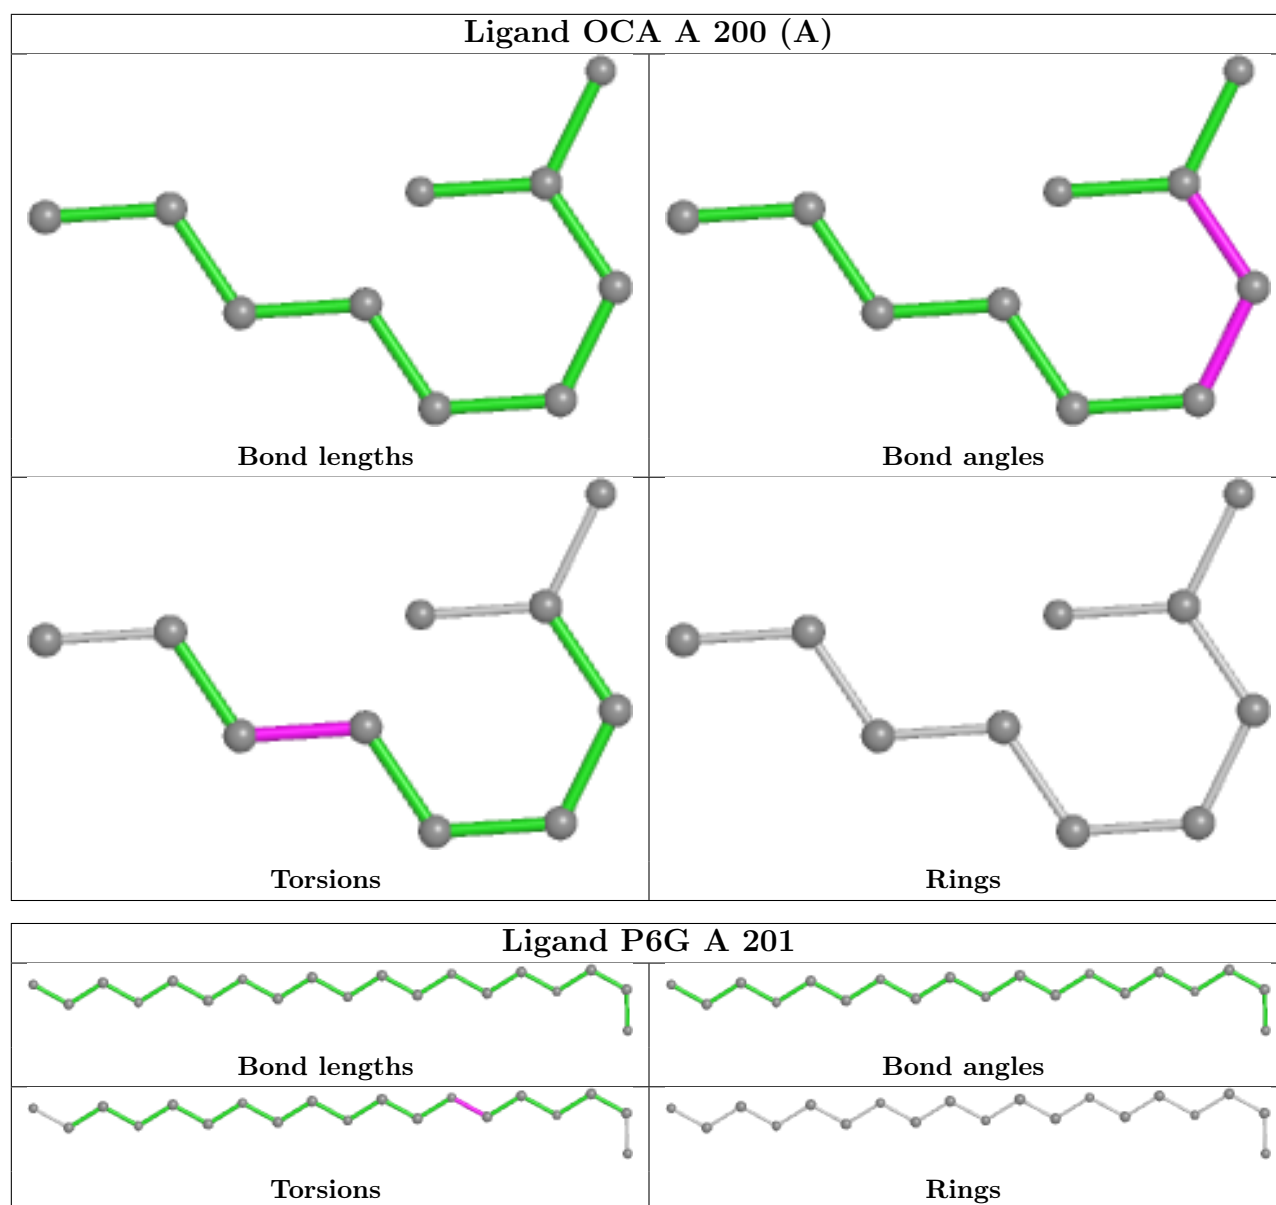 Ligand OCA A 200 (A)
Bond lengths
Bond angles
Torsions
Rings
Ligand P6G A 201
Bond lengths
Bond angles
Torsions
Rings